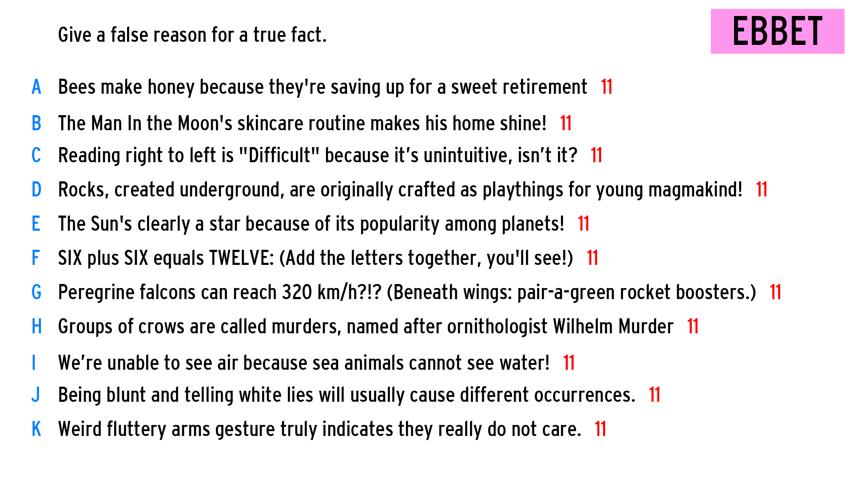 Give a false reason for a true fact.
EBBET
A Bees make honey because they're saving up for a sweet retirement 11
B The Man In the Moon's skincare routine makes his home shine! 11
C Reading right to left is "Difficult" because it’s unintuitive, isn’t it? 11
D Rocks, created underground, are originally crafted as playthings for young magmakind! 11
E The Sun's clearly a star because of its popularity among planets! 11
F SIX plus SIX equals TWELVE: (Add the letters together, you'll see!) 11
G Peregrine falcons can reach 320 km/h?!? (Beneath wings: pair-a-green rocket boosters.) 11
H Groups of crows are called murders, named after ornithologist Wilhelm Murder 11
I We’re unable to see air because sea animals cannot see water! 11
J Being blunt and telling white lies will usually cause different occurrences. 11
K Weird fluttery arms gesture truly indicates they really do not care. 11